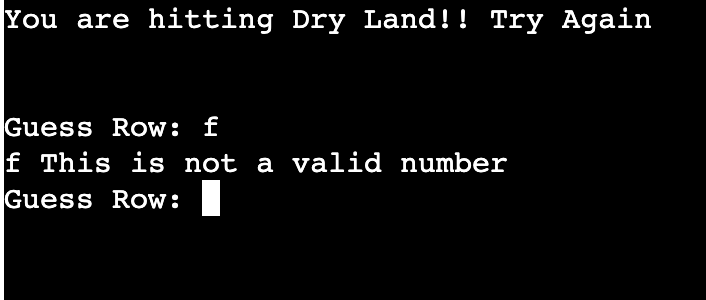 You are hitting Dry Land!! Try Again
Guess Row: f
f This is not a valid number
Guess Row: